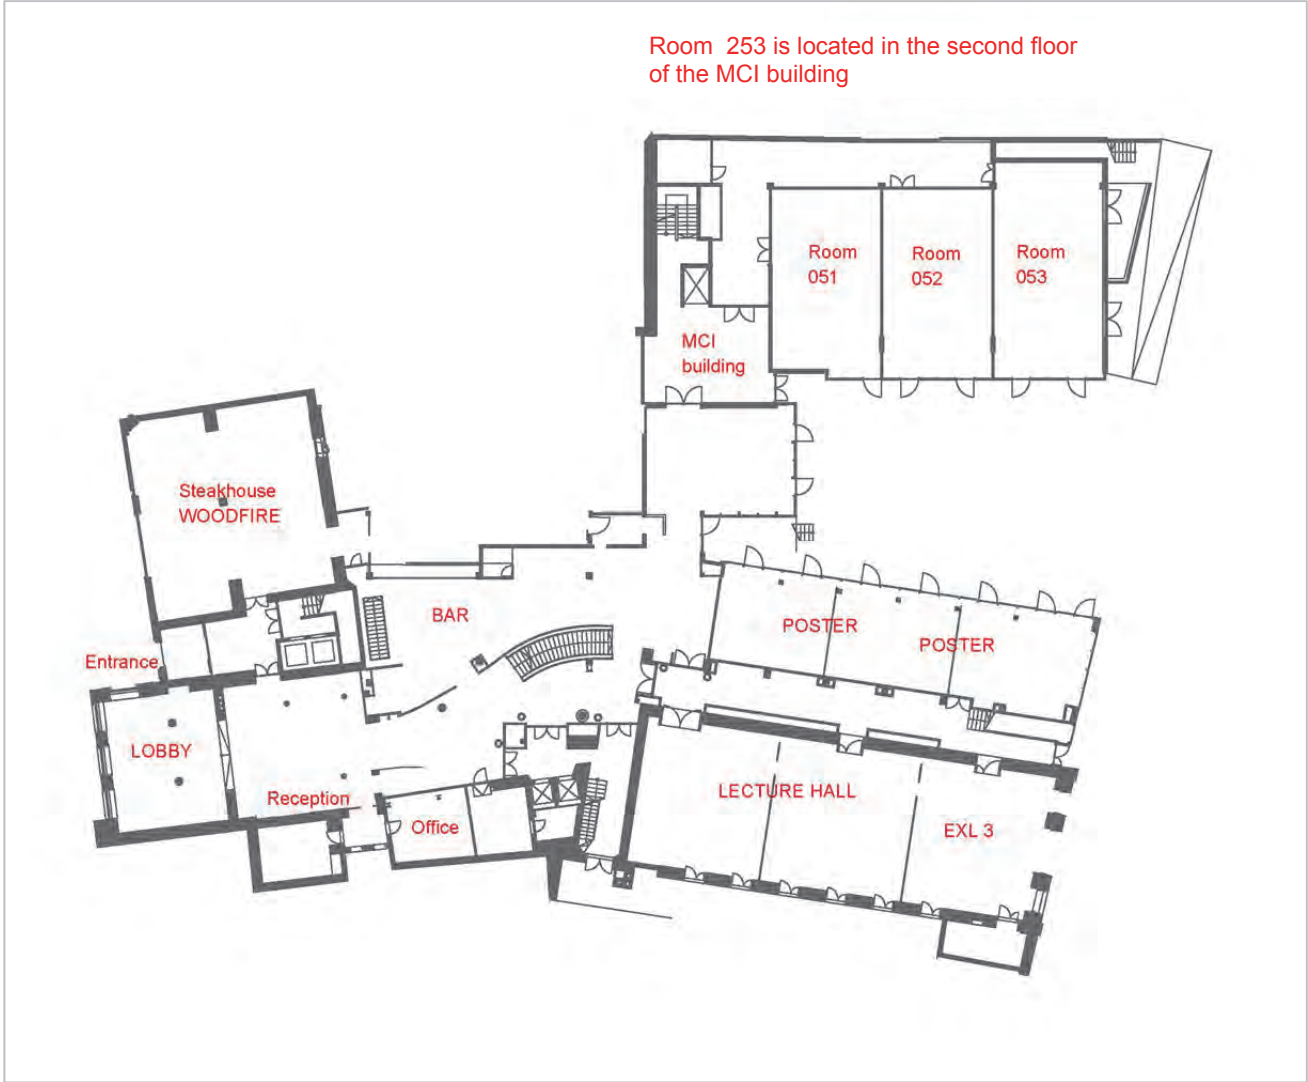 Room 253 is located in the second floor
of the MCI building
Room
051
Room
052
Room
053
MCI
building
Steakhouse
WOODFIRE
BAR
POSTER
POSTER
Entrance
LOBBY
Reception
Office
LECTURE HALL
EXL 3